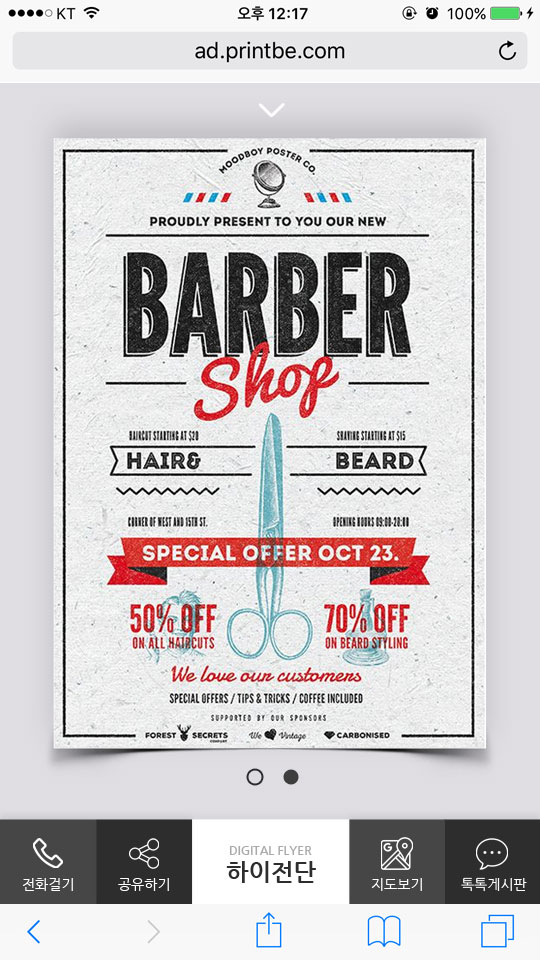 KT 오후 12:17 100%
ad.printbe.com
MOODBOY POSTER CO.
PROUDLY PRESENT TO YOU OUR NEW
BARBER
Shop
HAIRCUT STARTING AT $20 SHAVING STARTING AT $15
HAIR& BEARD
CORNER OF WEST AND 15TH ST. OPENING HOURS 09:00-20:00
SPECIAL OFFER OCT 23.
50% OFF 70% OFF
ON ALL HAIRCUTS ON BEARD STYLING
We love our customers
SPECIAL OFFERS / TIPS & TRICKS / COFFEE INCLUDED
SUPPORTED BY OUR SPONSORS
FOREST SECRETS We Vintage CARBONISED
COMPANY
DIGITAL FLYER
전화걸기 공유하기 하이전단 지도보기 톡톡게시판